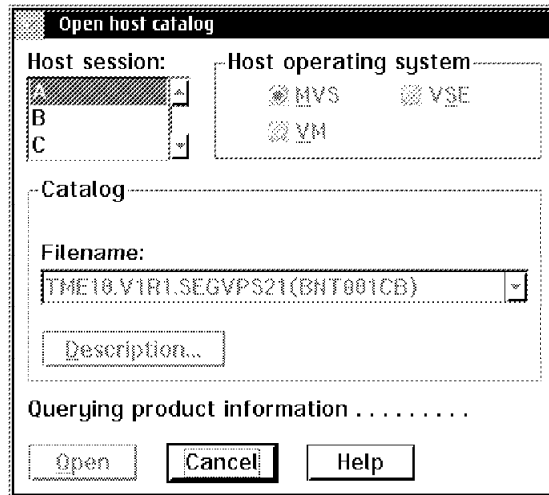 Open host catalog
Host session:
Host operating system
A
MVS
VSE
B
VM
C
Catalog
Filename:
TME10.V1R1.SEGVPS21(BNT001CB)
Description...
Querying product information . . . . . . . . .
Open
Cancel
Help